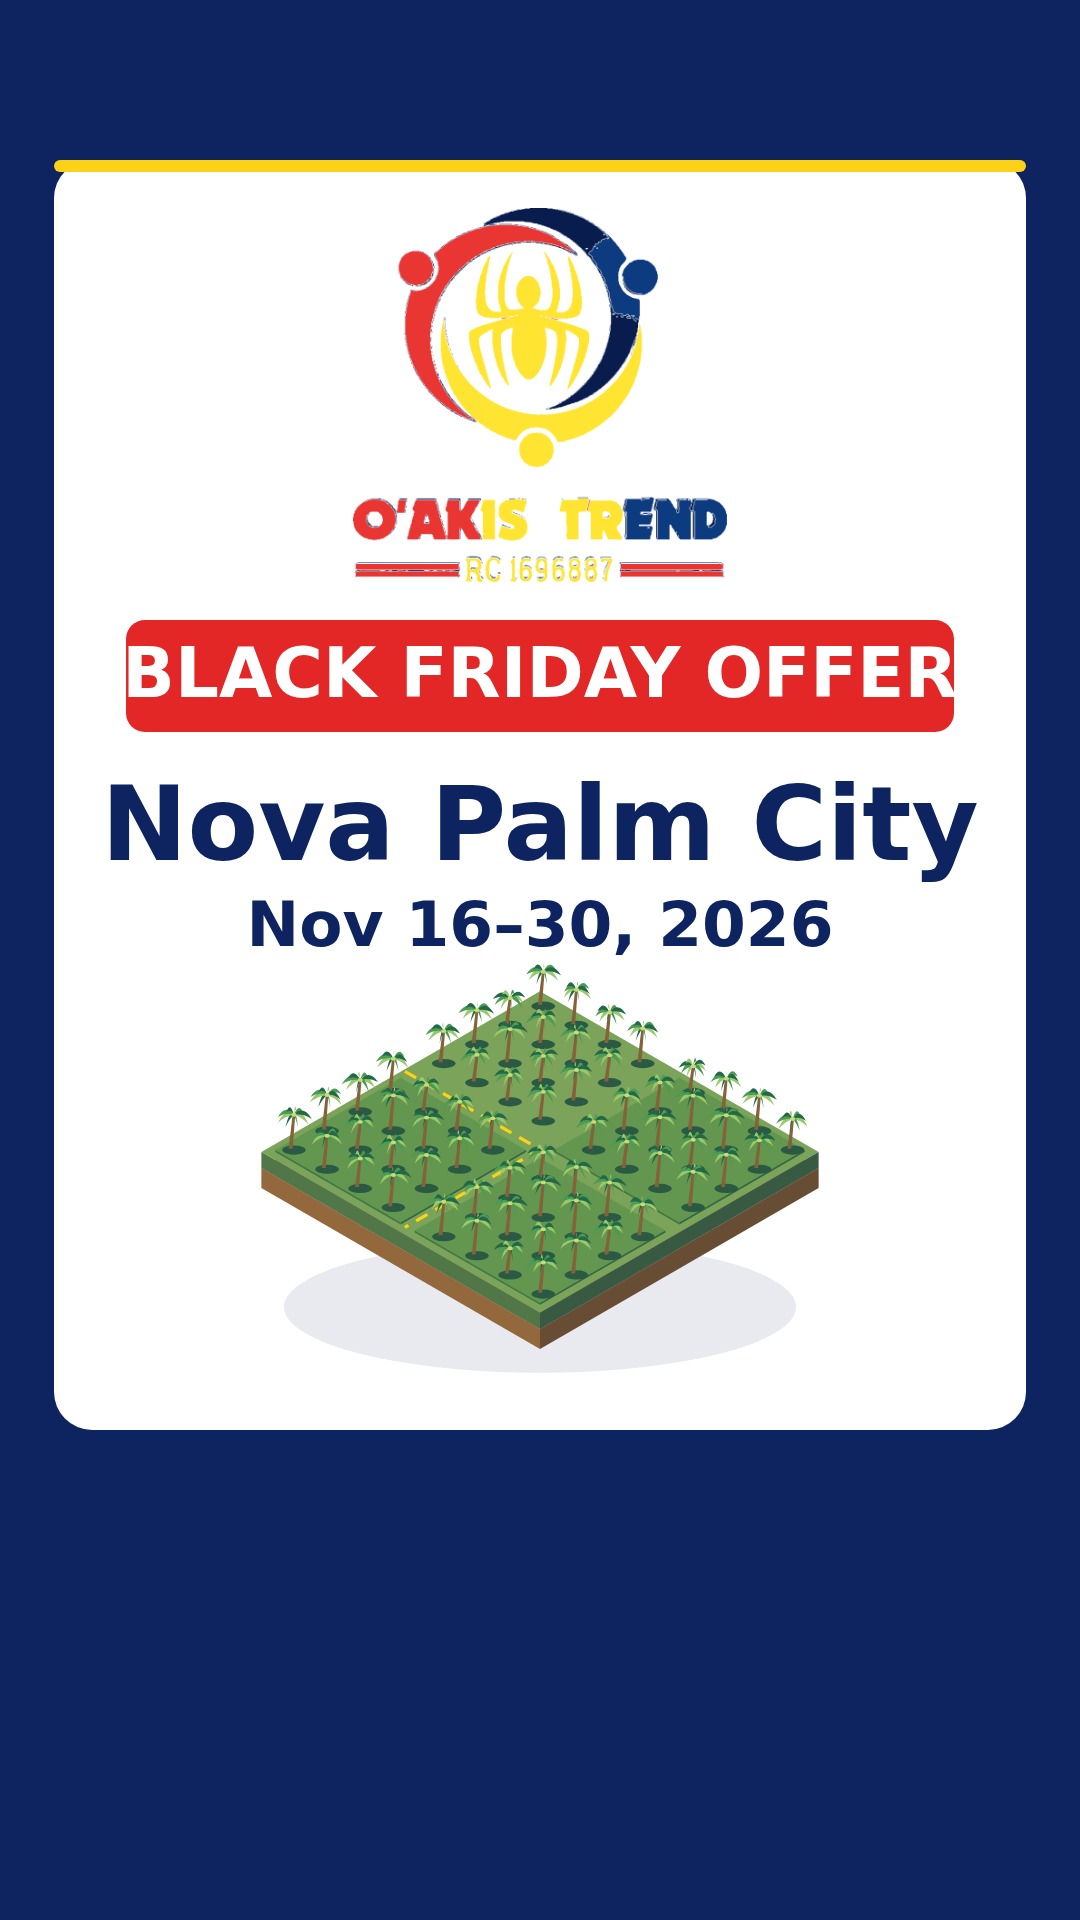 O'AKIS TREND
RC 1696887
BLACK FRIDAY OFFER
Nova Palm City
Nov 16–30, 2026